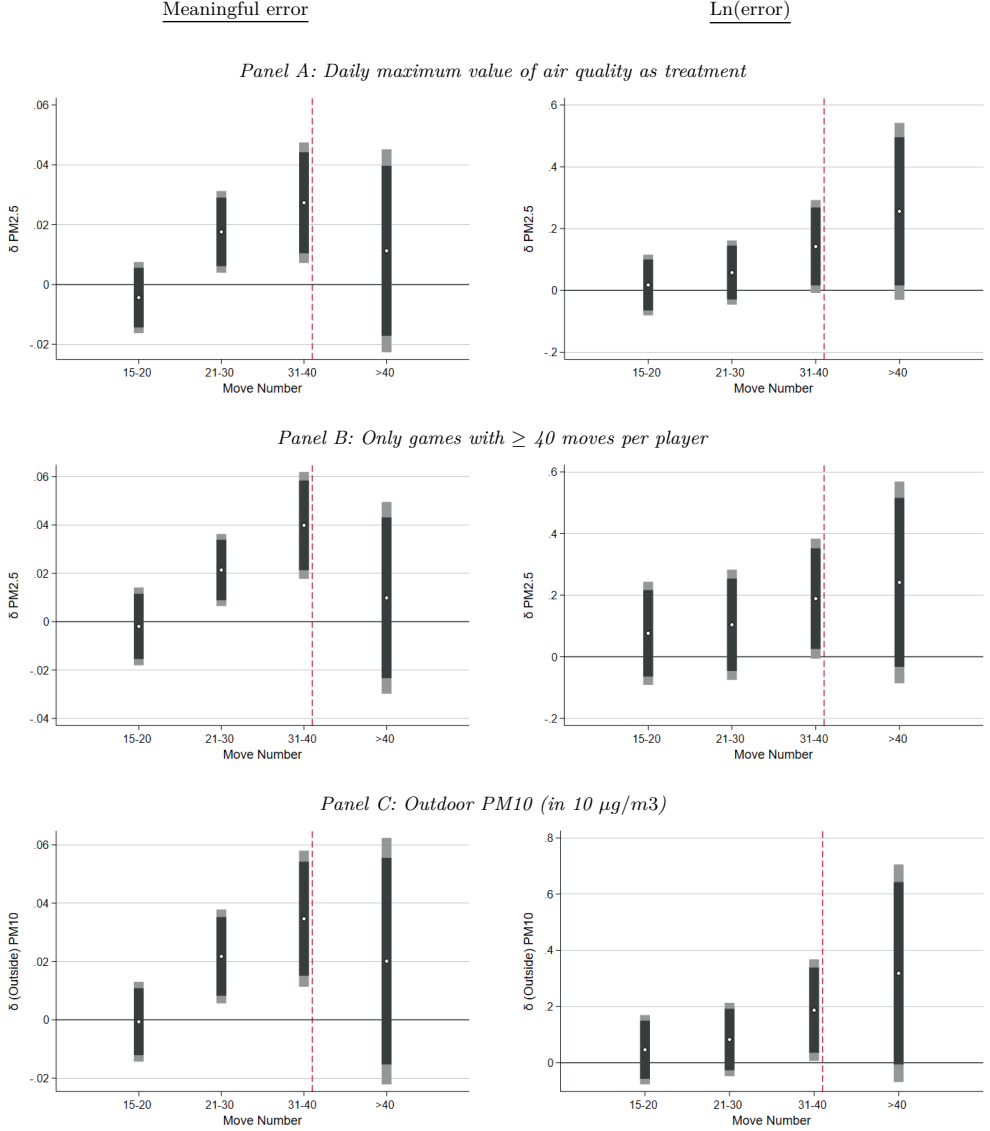 Meaningful error
Ln(error)
Panel A: Daily maximum value of air quality as treatment
.06
.04
.02
0
-.02
δ PM2.5
15-20 21-30 31-40 >40
Move Number
.6
.4
.2
0
-.2
δ PM2.5
15-20 21-30 31-40 >40
Move Number
Panel B: Only games with ≥ 40 moves per player
.06
.04
.02
0
-.02
-.04
δ PM2.5
15-20 21-30 31-40 >40
Move Number
.6
.4
.2
0
-.2
δ PM2.5
15-20 21-30 31-40 >40
Move Number
Panel C: Outdoor PM10 (in 10 μg/m3)
.06
.04
.02
0
-.02
δ (Outside) PM10
15-20 21-30 31-40 >40
Move Number
.8
.6
.4
.2
0
δ (Outside) PM10
15-20 21-30 31-40 >40
Move Number